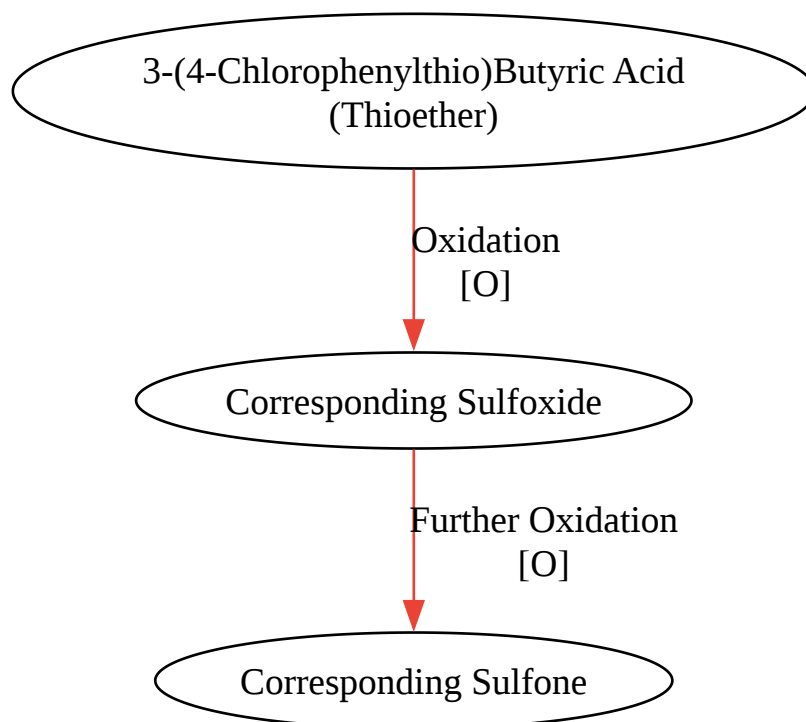 3-(4-Chlorophenylthio)Butyric Acid
(Thioether)
Oxidation
[O]
Corresponding Sulfoxide
Further Oxidation
[O]
Corresponding Sulfone